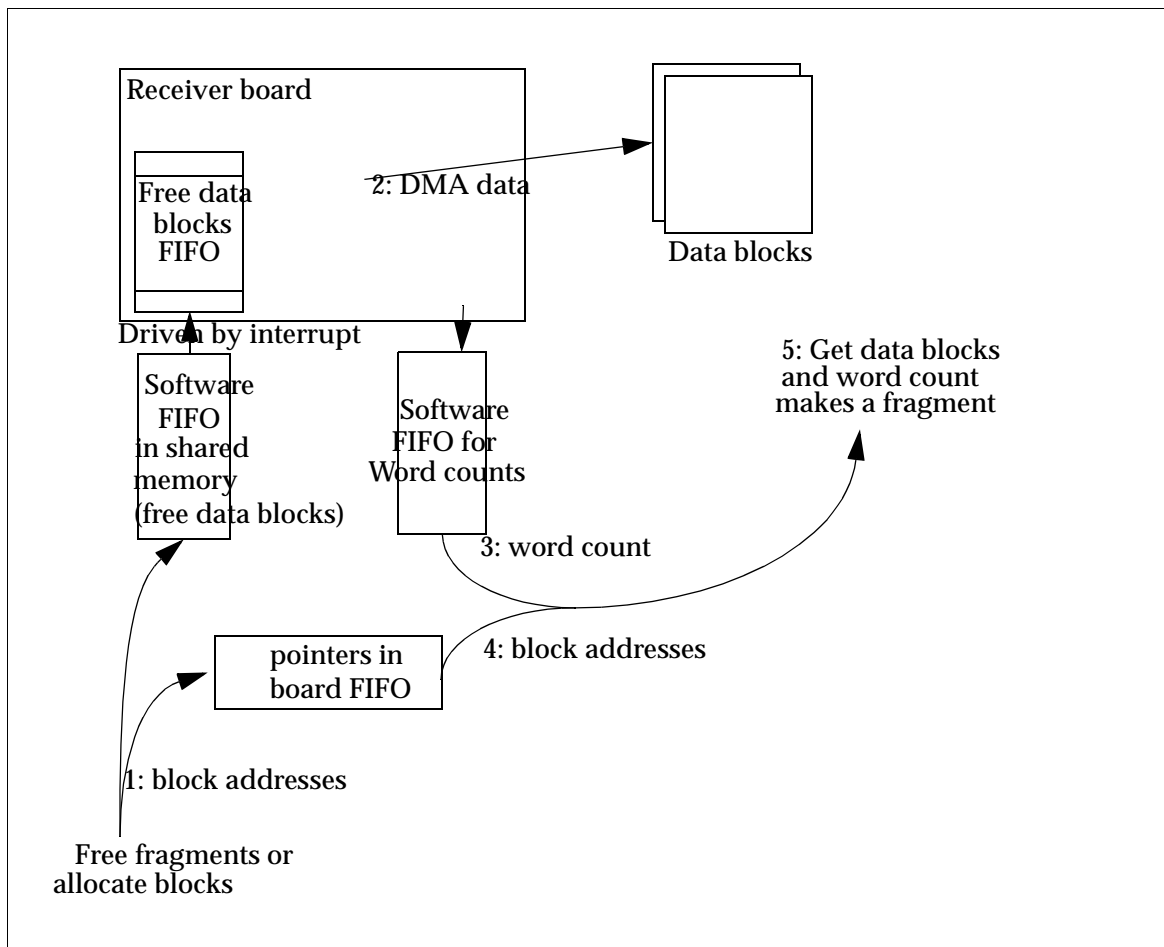 Receiver board
Free data
blocks
FIFO
2: DMA data
Data blocks
Driven by interrupt
Software
FIFO
in shared
memory
(free data blocks)
Software
FIFO for
Word counts
5: Get data blocks
and word count
makes a fragment
3: word count
4: block addresses
pointers in
board FIFO
1: block addresses
Free fragments or
allocate blocks